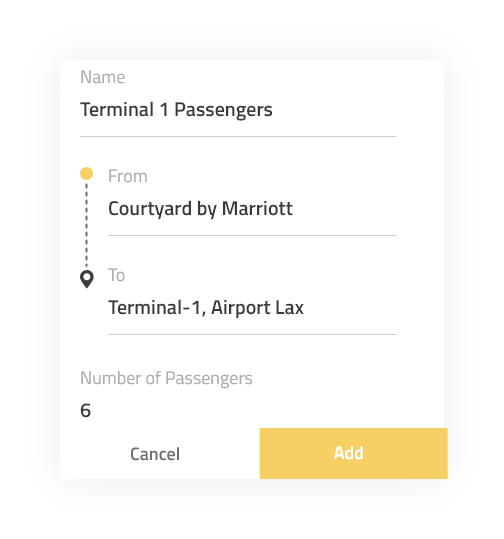 Name
Terminal 1 Passengers
From
Courtyard by Marriott
To
Terminal-1, Airport Lax
Number of Passengers
6
Cancel
Add